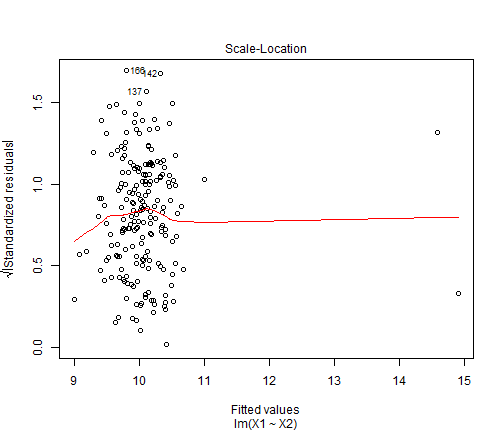 Scale-Location
√|Standardized residuals|
1.5
1.0
0.5
0.0
166
142
137
9 10 11 12 13 14 15
Fitted values
lm(X1 ~ X2)